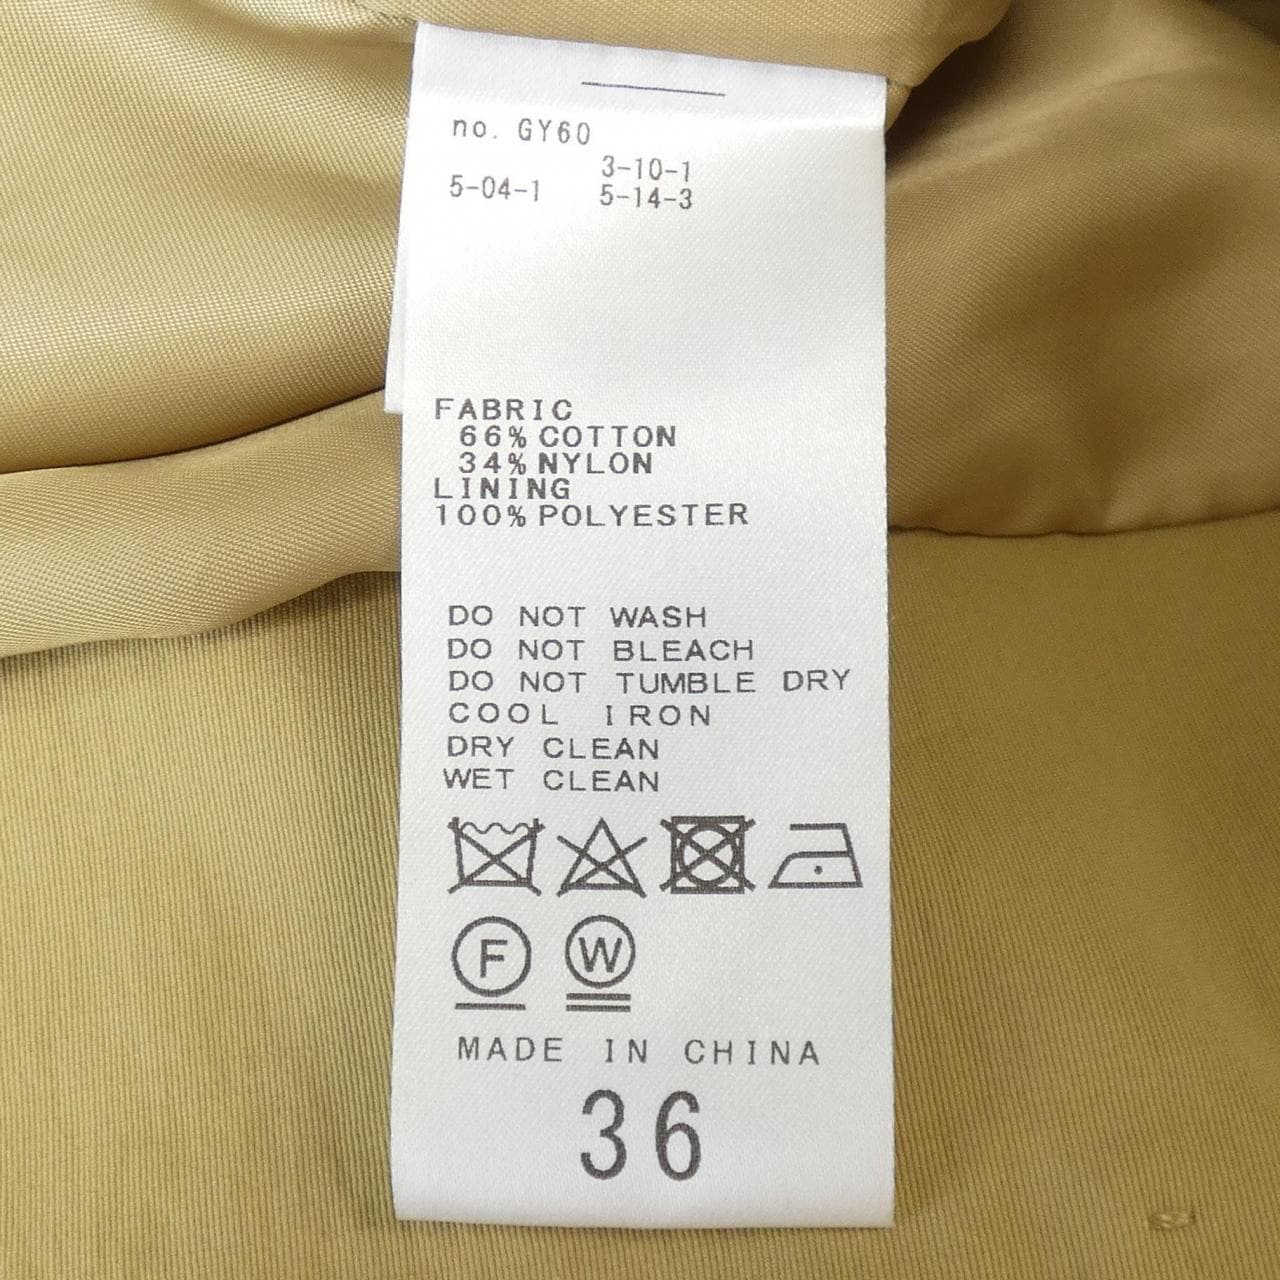 no. GY60
3-10-1
5-04-1 5-14-3
FABRIC
66% COTTON
34% NYLON
LINING
100% POLYESTER
DO NOT WASH
DO NOT BLEACH
DO NOT TUMBLE DRY
COOL IRON
DRY CLEAN
WET CLEAN
F W
MADE IN CHINA
36